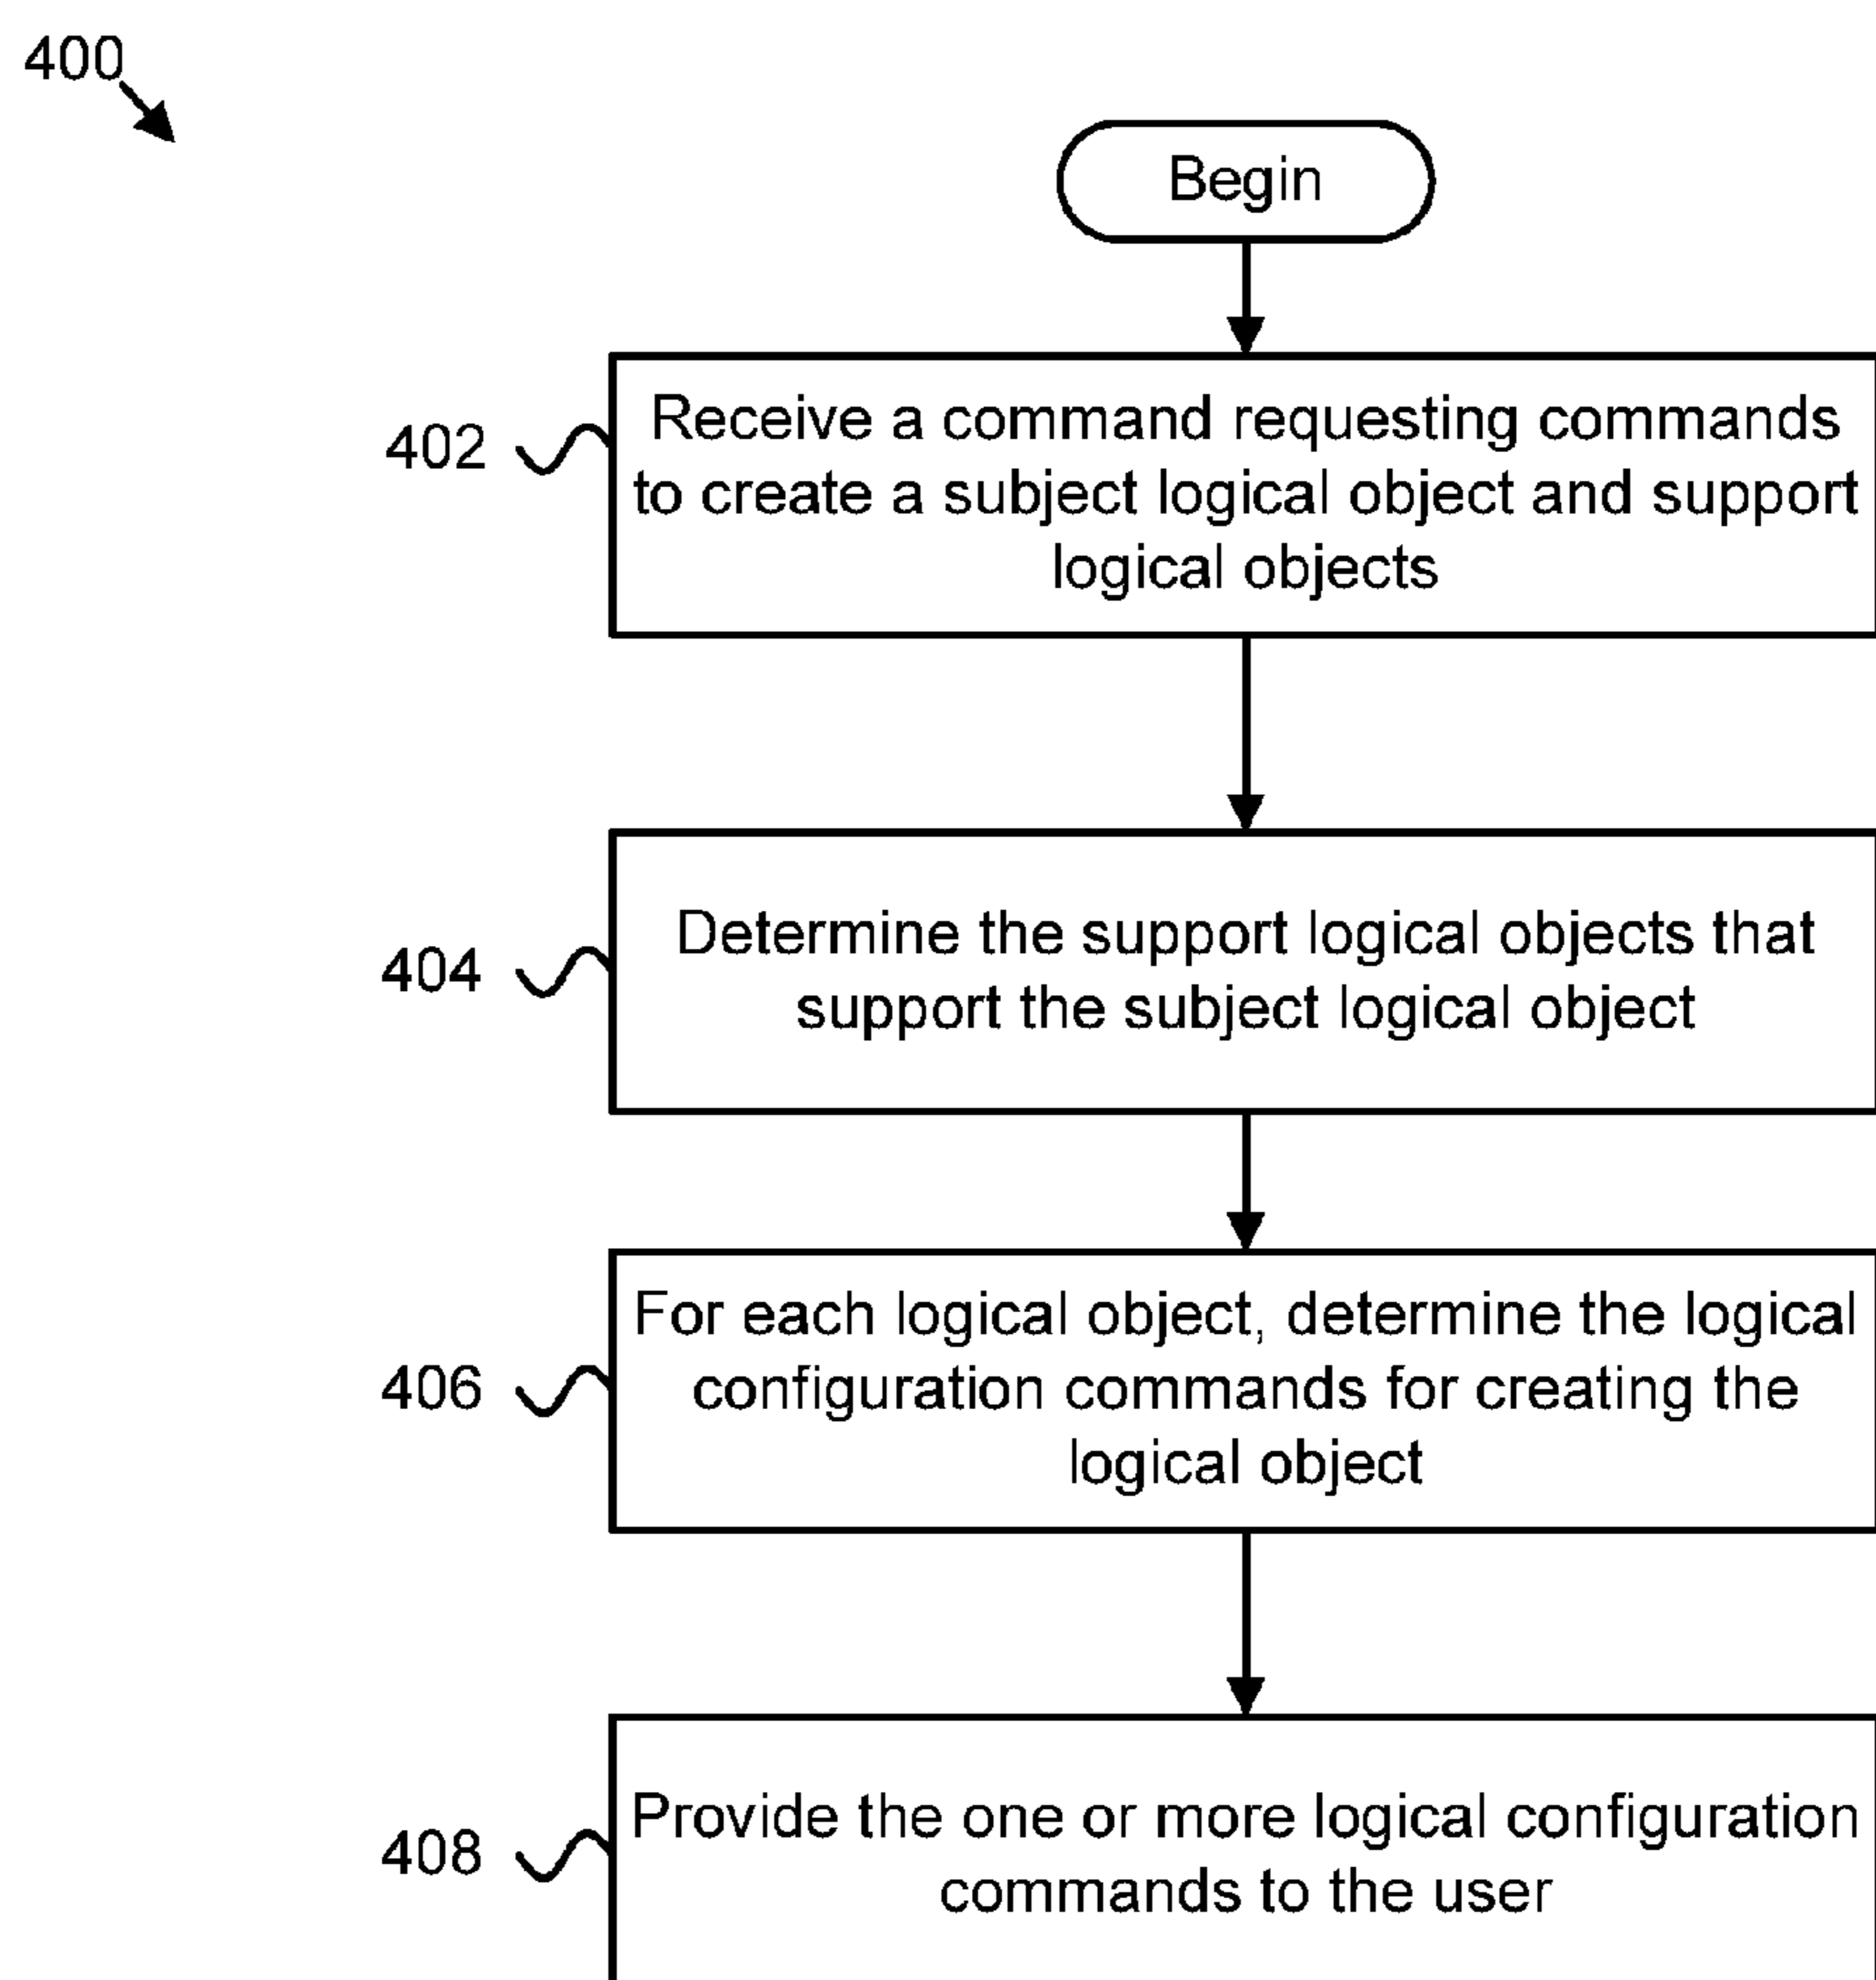 400
Begin
402
Receive a command requesting commands
to create a subject logical object and support
logical objects
404
Determine the support logical objects that
support the subject logical object
406
For each logical object, determine the logical
configuration commands for creating the
logical object
408
Provide the one or more logical configuration
commands to the user